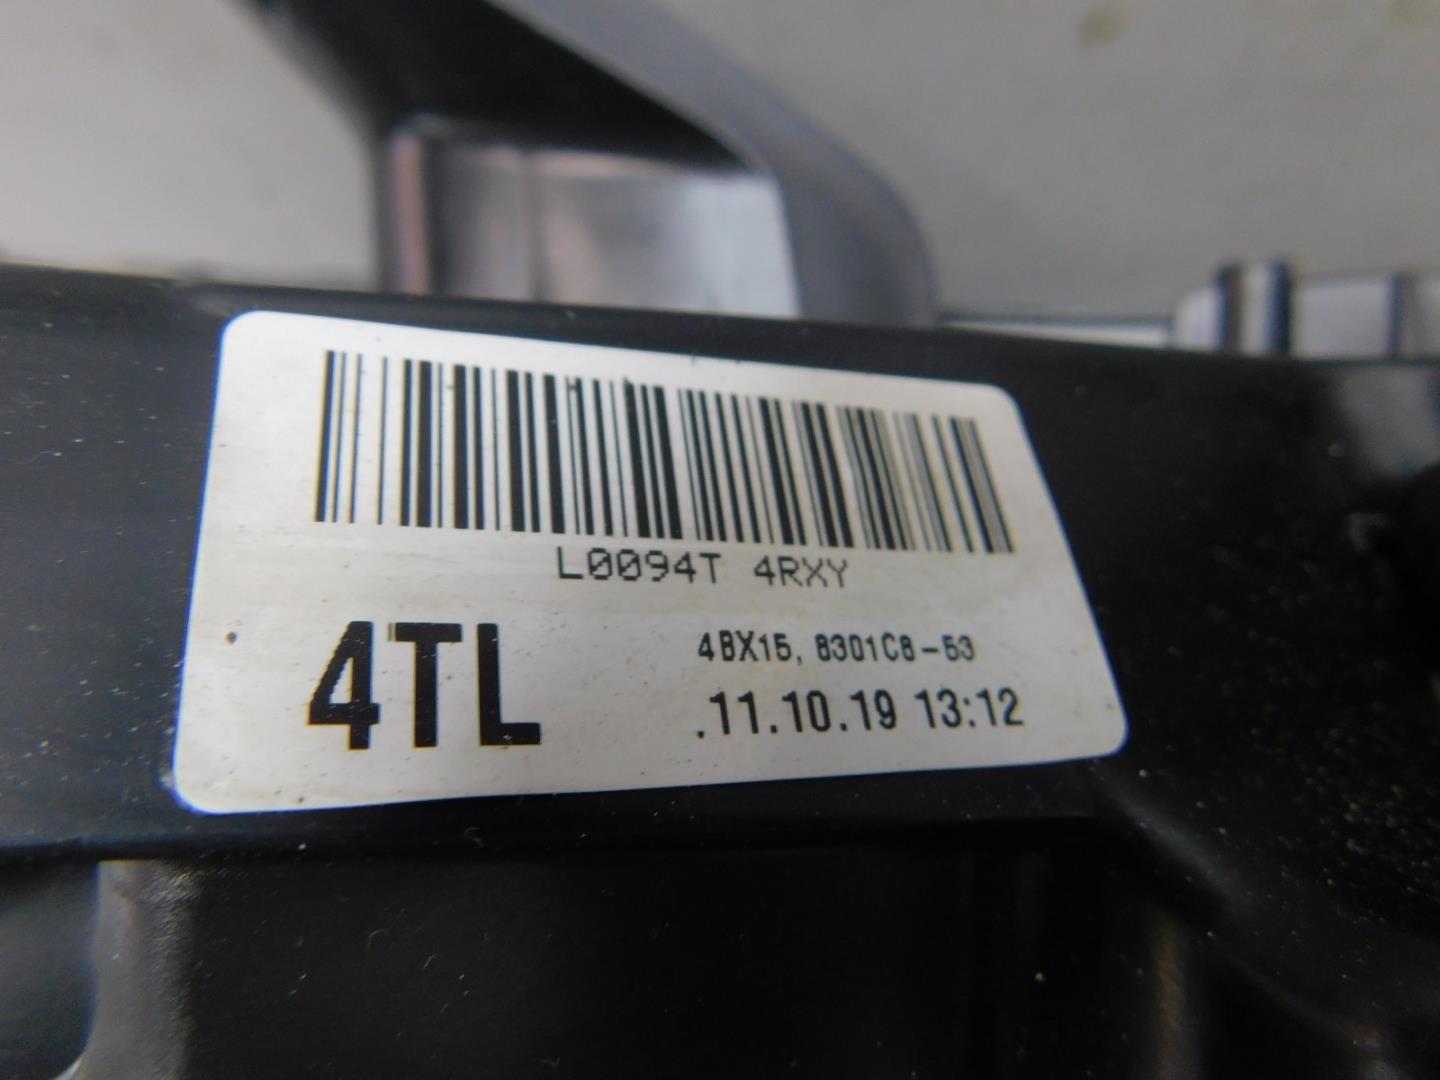 L0094T 4RXY
4TL
4BX15, 8301C8-53
.11.10.19 13:12